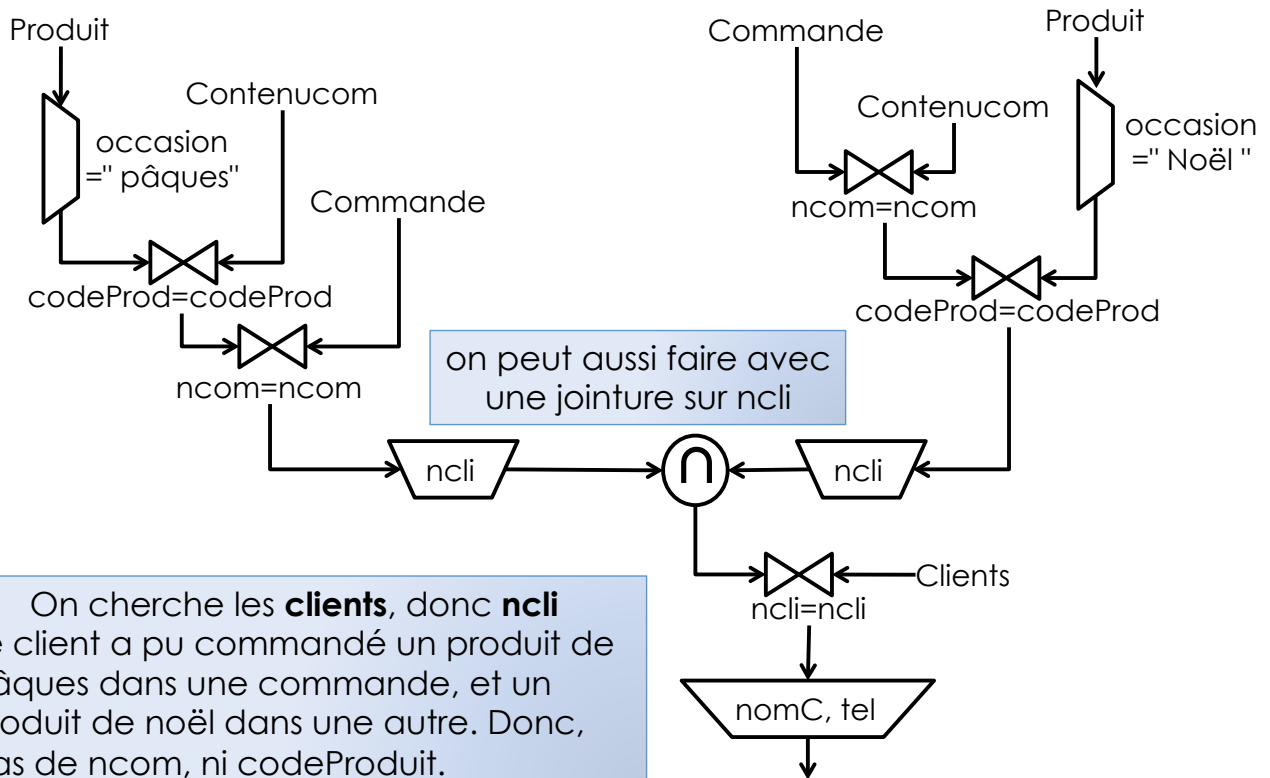 Produit
Contenucom
occasion
=" pâques"
Commande
codeProd=codeProd
ncom=ncom
Commande
Produit
Contenucom
occasion
=" Noël "
ncom=ncom
codeProd=codeProd
on peut aussi faire avec
une jointure sur ncli
ncli
∩
ncli
Clients
ncli=ncli
nomC, tel
On cherche les clients, donc ncli
client a pu commandé un produit de
dans une commande, et un
de noël dans une autre. Donc,
de ncom, ni codeProduit.